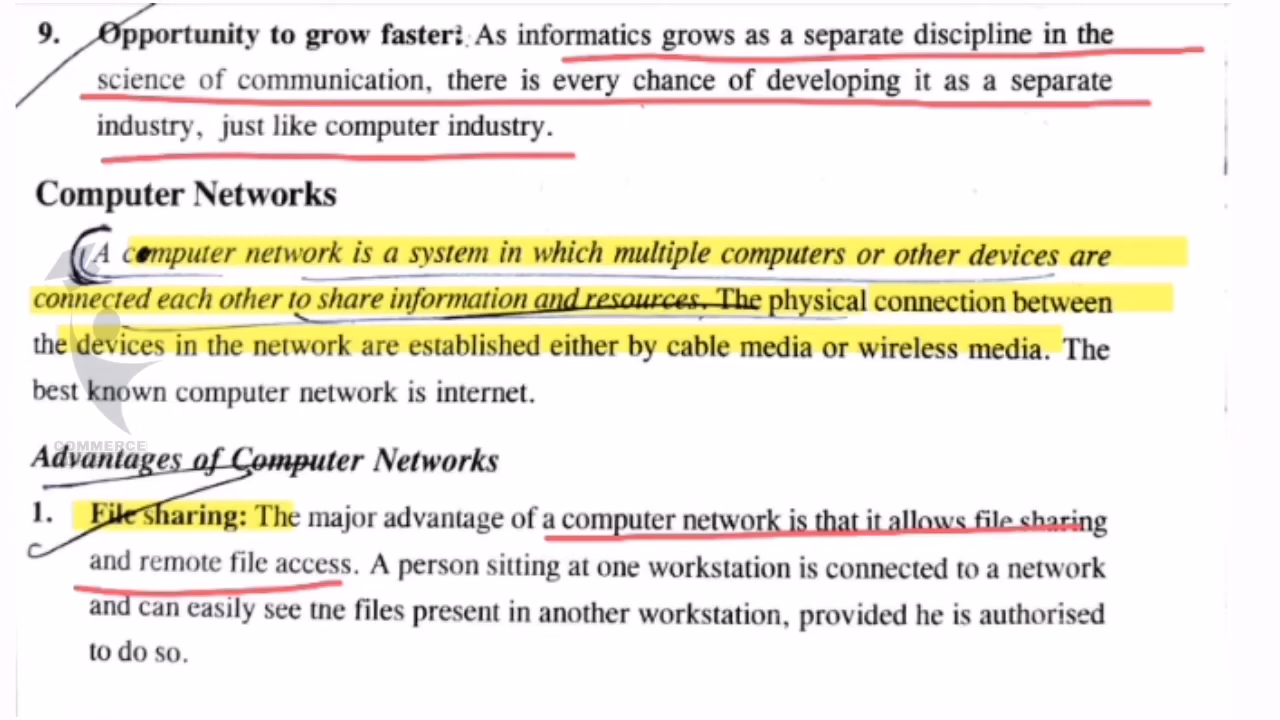 9. Opportunity to grow faster: As informatics grows as a separate discipline in the
science of communication, there is every chance of developing it as a separate
industry, just like computer industry.
Computer Networks
A computer network is a system in which multiple computers or other devices are
connected each other to share information and resources. The physical connection between
the devices in the network are established either by cable media or wireless media. The
best known computer network is internet.
COMMERCE
Advantages of Computer Networks
1. File sharing: The major advantage of a computer network is that it allows file sharing
and remote file access. A person sitting at one workstation is connected to a network
and can easily see the files present in another workstation, provided he is authorised
to do so.